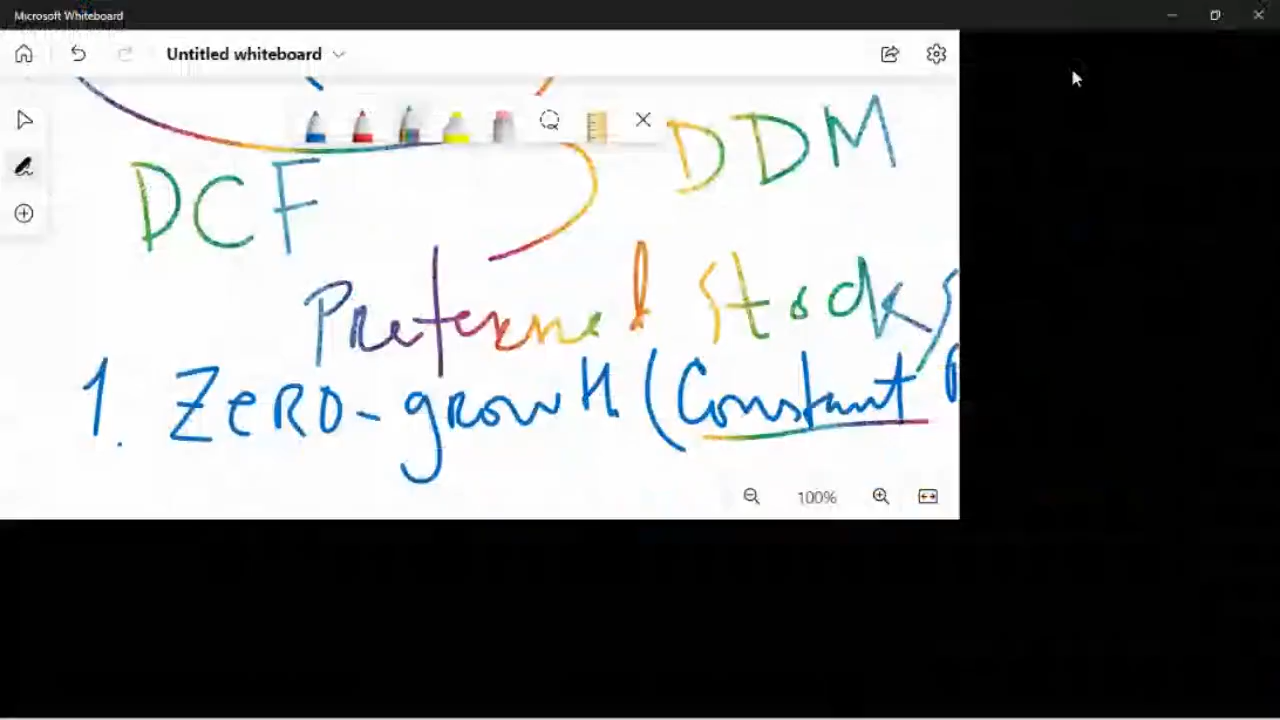 Microsoft Whiteboard
Untitled whiteboard
DCF
DDM
Preferred Stocks
1. Zero-growth (Constant
100%